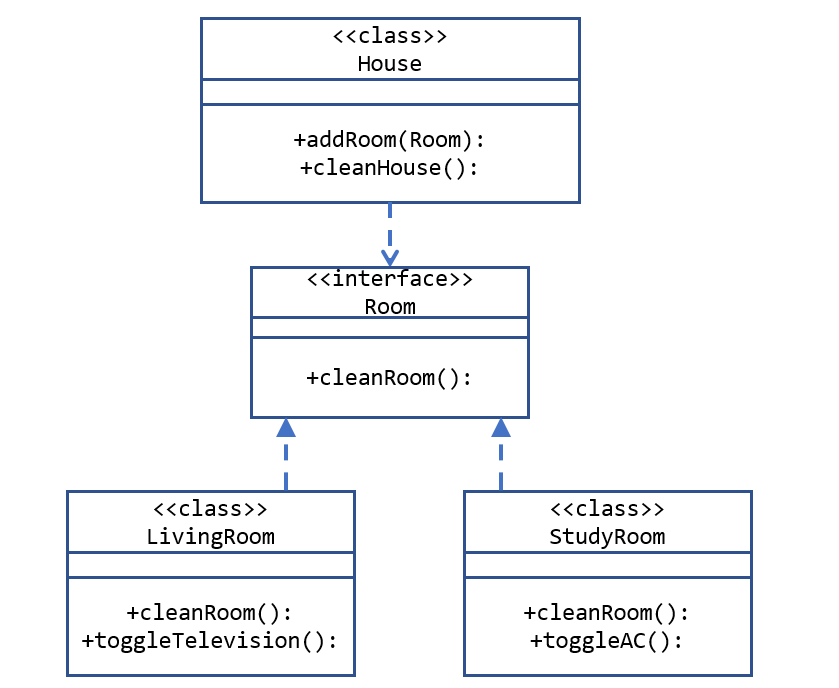 <<class>>
House
+addRoom(Room):
+cleanHouse():
<<interface>>
Room
+cleanRoom():
<<class>>
LivingRoom
+cleanRoom():
+toggleTelevision():
<<class>>
StudyRoom
+cleanRoom():
+toggleAC():